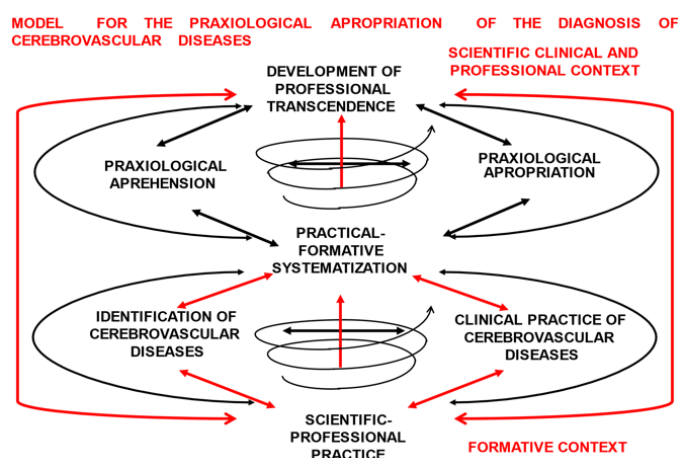 MODEL FOR THE PRAXIOLOGICAL APROPRIATION OF THE DIAGNOSIS OF
CEREBROVASCULAR DISEASES
SCIENTIFIC CLINICAL AND
PROFESSIONAL CONTEXT
DEVELOPMENT OF
PROFESSIONAL
TRANSCENDENCE
PRAXIOLOGICAL
APREHENSION
PRAXIOLOGICAL
APROPRIATION
PRACTICAL-
FORMATIVE
SYSTEMATIZATION
IDENTIFICATION OF
CEREBROVASCULAR
DISEASES
CLINICAL PRACTICE OF
CEREBROVASCULAR
DISEASES
SCIENTIFIC-
PROFESSIONAL
PRACTICE
FORMATIVE CONTEXT